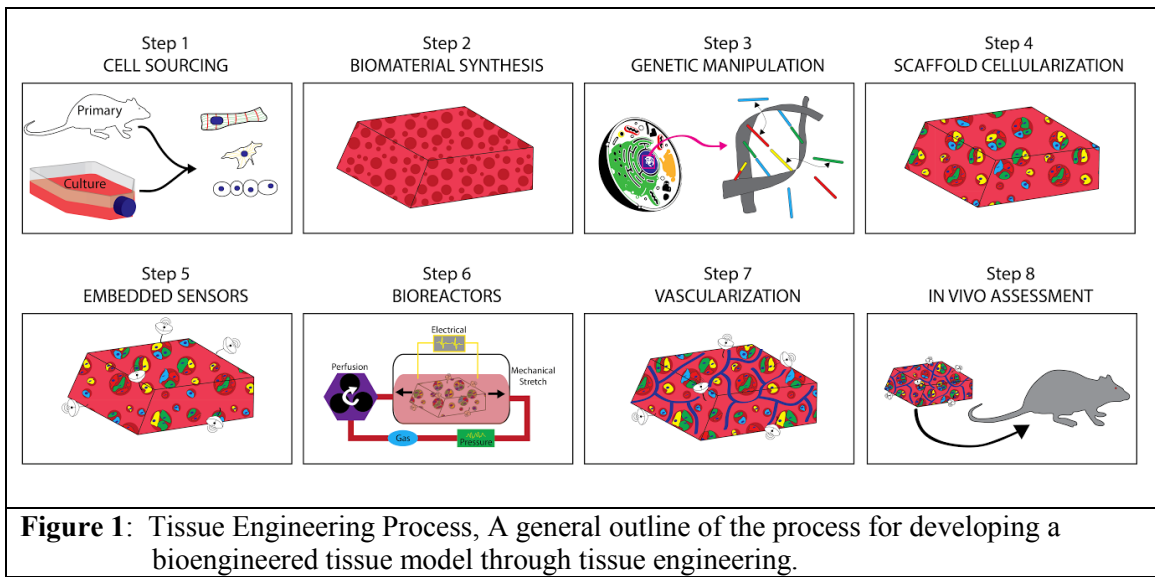 Step 1
CELL SOURCING
Primary
Culture
Step 2
BIOMATERIAL SYNTHESIS
Step 3
GENETIC MANIPULATION
Step 4
SCAFFOLD CELLULARIZATION
Step 5
EMBEDDED SENSORS
Step 6
BIOREACTORS
Electrical
Perfusion
Mechanical
Stretch
Gas
Pressure
Step 7
VASCULARIZATION
Step 8
IN VIVO ASSESSMENT
Figure 1: Tissue Engineering Process, A general outline of the process for developing a
bioengineered tissue model through tissue engineering.